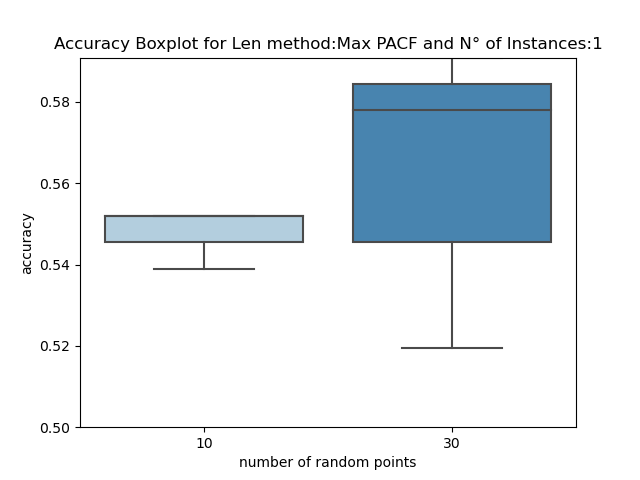 Accuracy Boxplot for Len method:Max PACF and N° of Instances:1
accuracy
0.58
0.56
0.54
0.52
0.50
10
30
number of random points